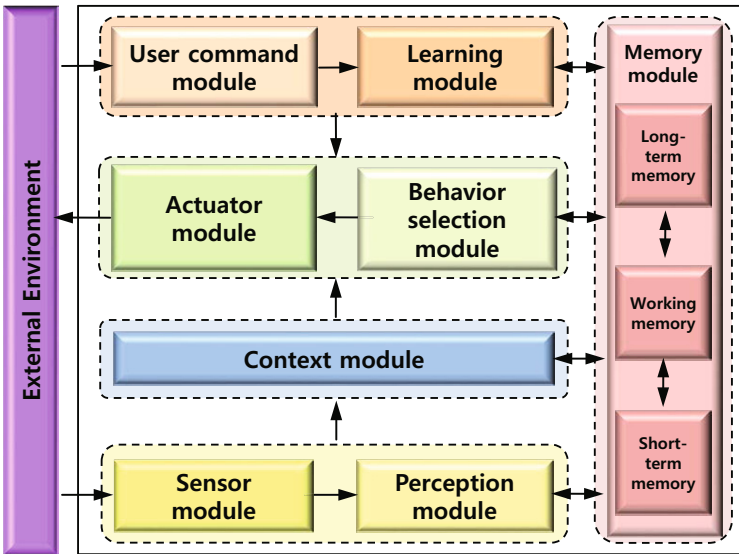 External Environment
User command
module
Learning
module
Memory
module
Long-
term
memory
Actuator
module
Behavior
selection
module
Working
memory
Context module
Short-
term
memory
Sensor
module
Perception
module